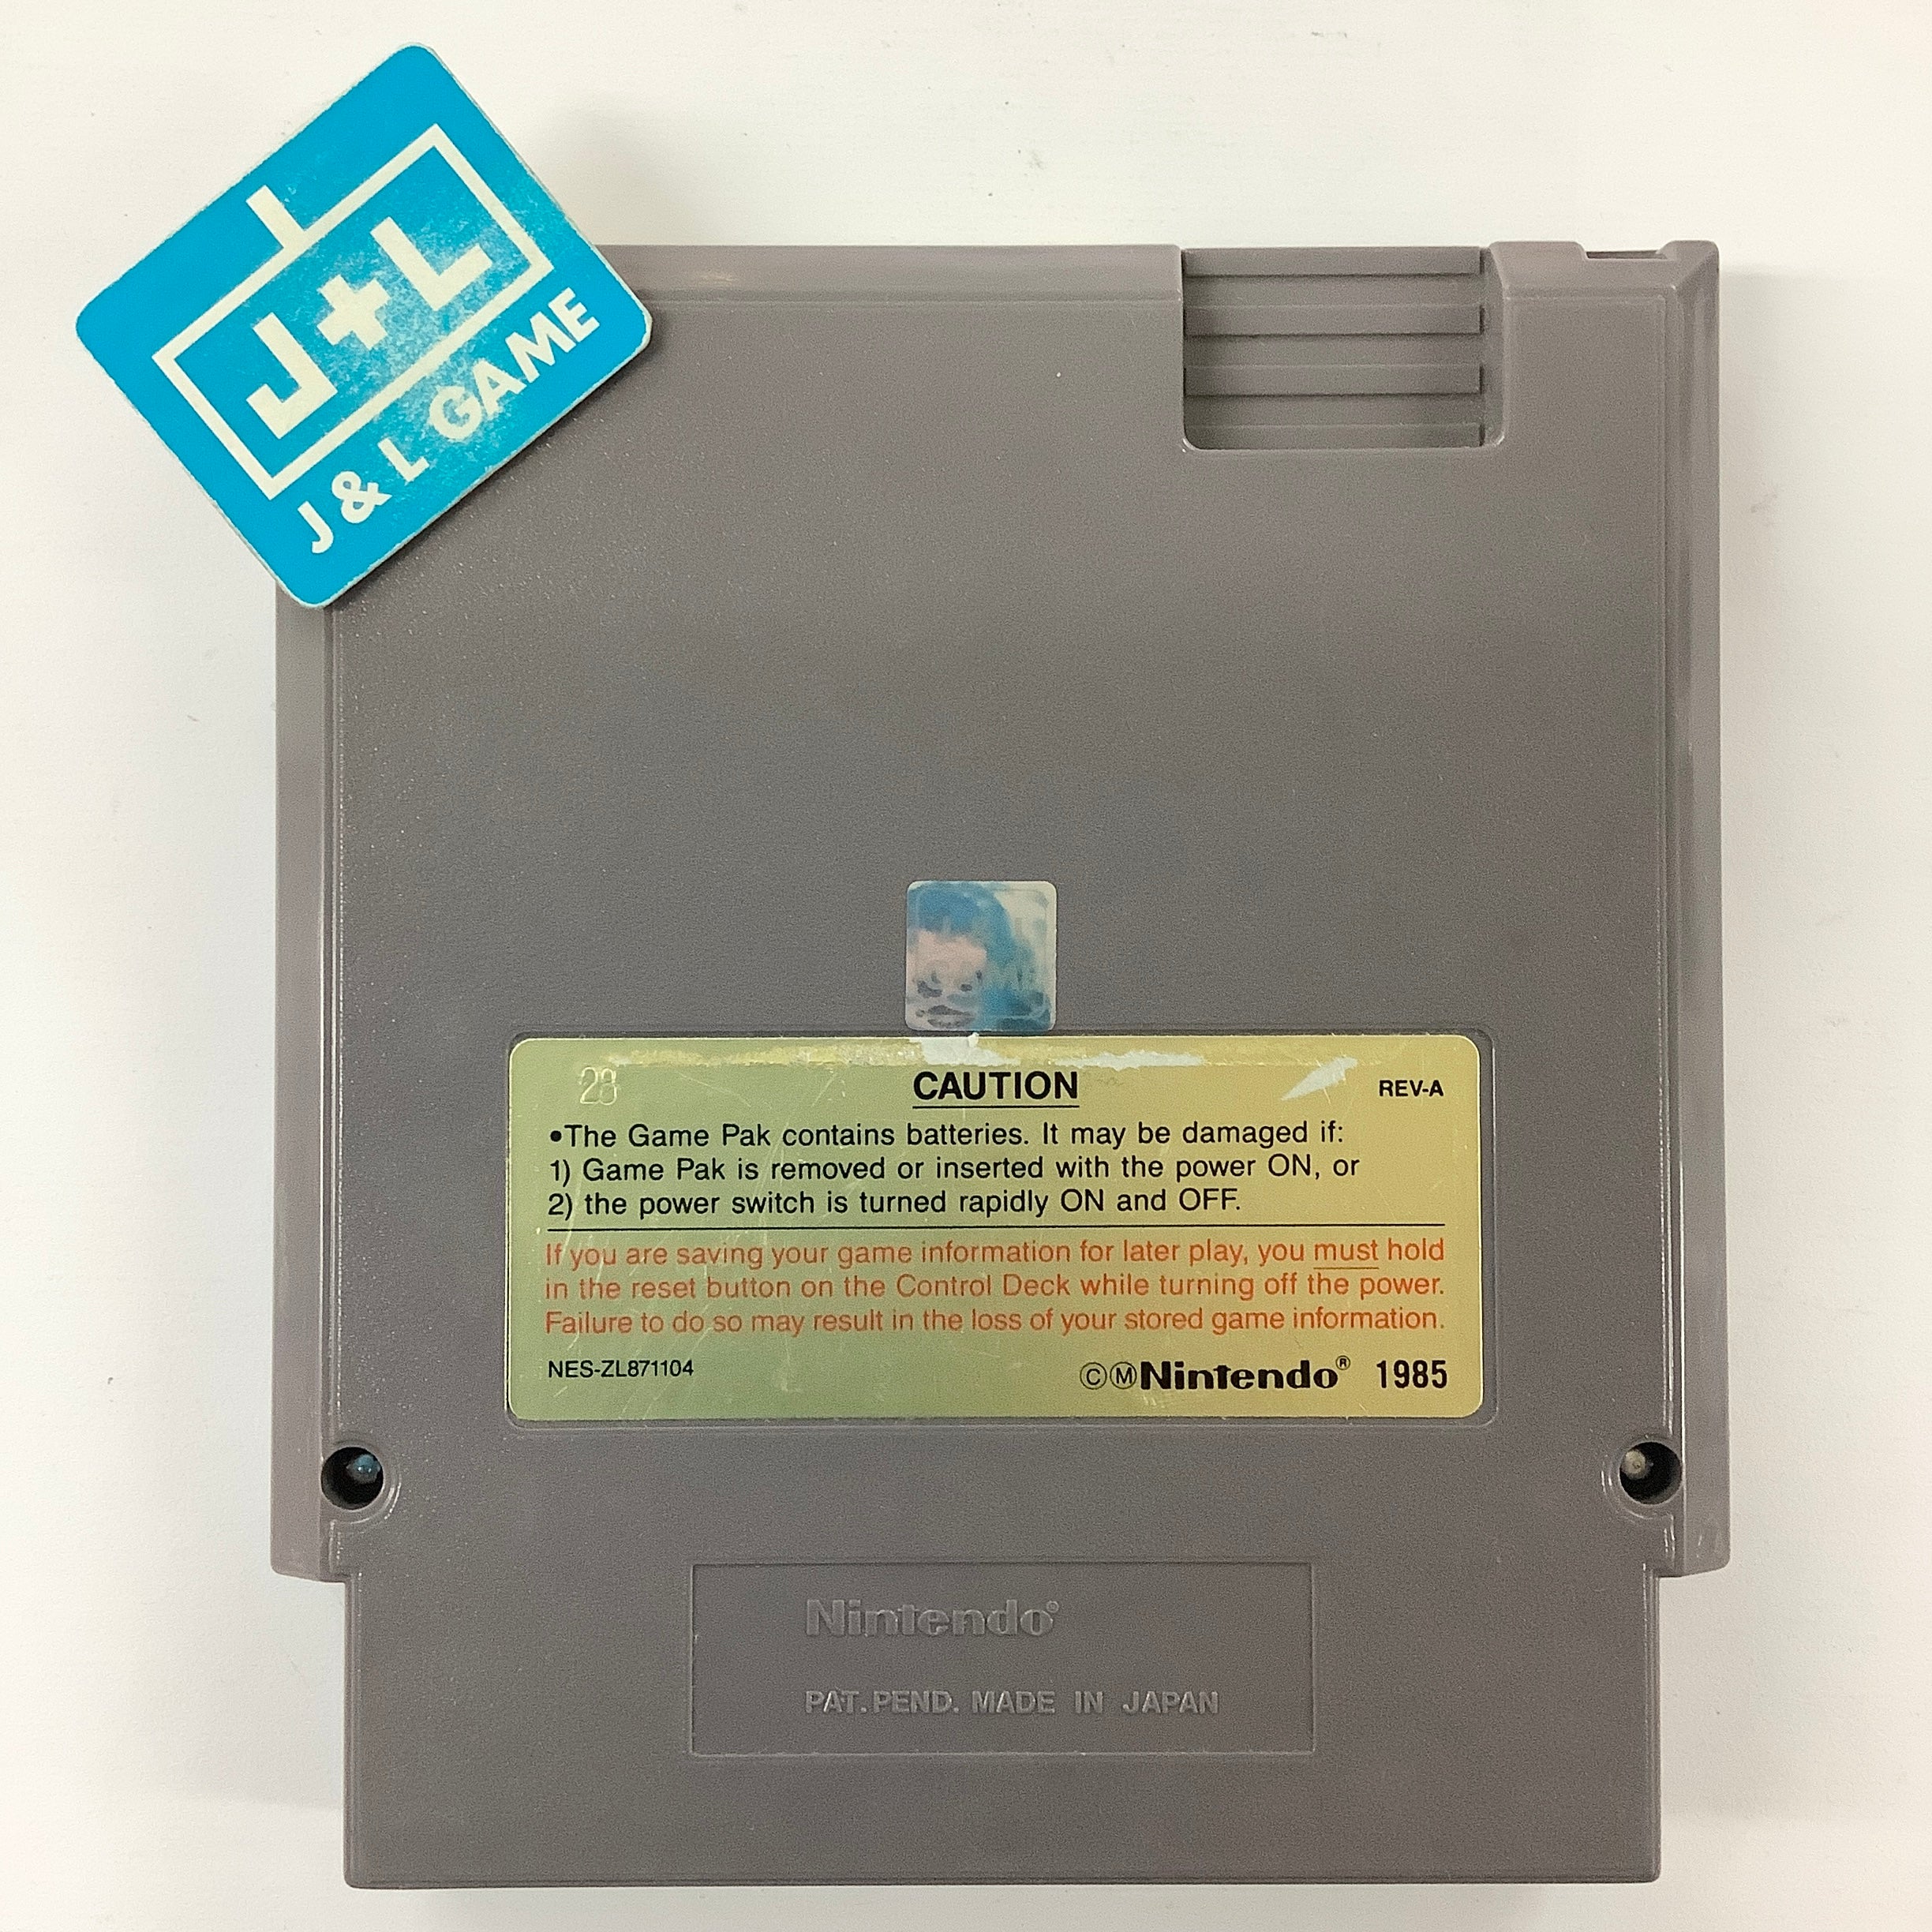 J+L
J & L GAME
28
CAUTION
REV-A
•The Game Pak contains batteries. It may be damaged if:
1) Game Pak is removed or inserted with the power ON, or
2) the power switch is turned rapidly ON and OFF.
If you are saving your game information for later play, you must hold
in the reset button on the Control Deck while turning off the power.
Failure to do so may result in the loss of your stored game information.
NES-ZL871104
ⒸⓂNintendo® 1985
Nintendo®
PAT.PEND. MADE IN JAPAN